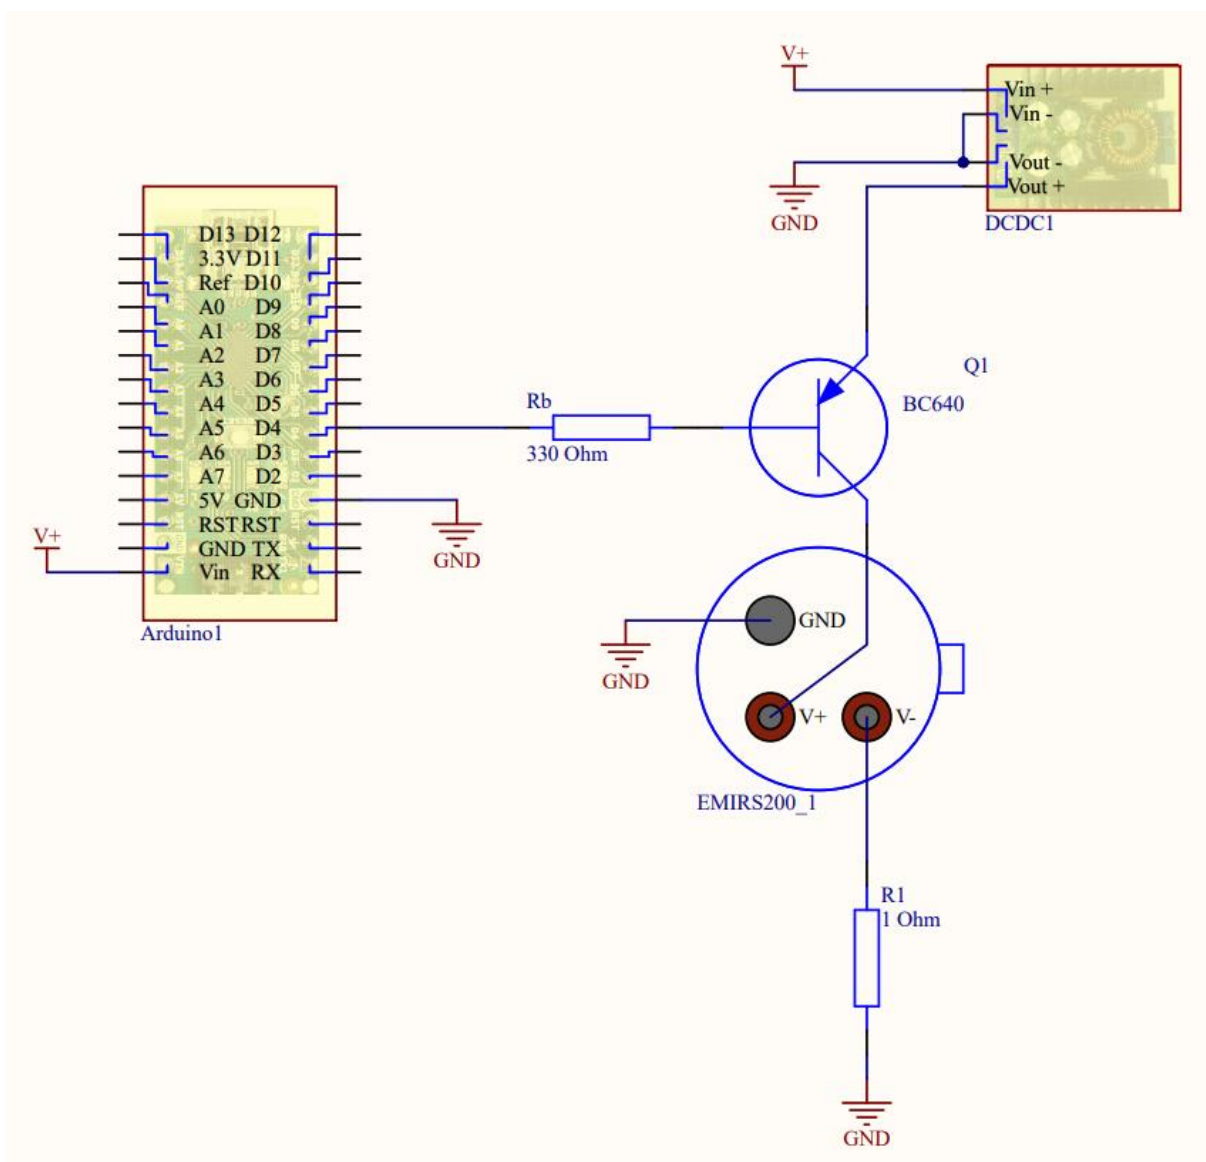 V+
Vin +
Vin -
Vout -
Vout +
GND
DCDC1
D13 D12
3.3V D11
Ref D10
A0 D9
A1 D8
A2 D7
A3 D6
A4 D5
A5 D4
A6 D3
A7 D2
5V GND
RST RST
GND TX
Vin RX
V+
GND
Arduino1
Rb
330 Ohm
Q1
BC640
GND
GND
V+
V-
EMIRS200_1
R1
1 Ohm
GND